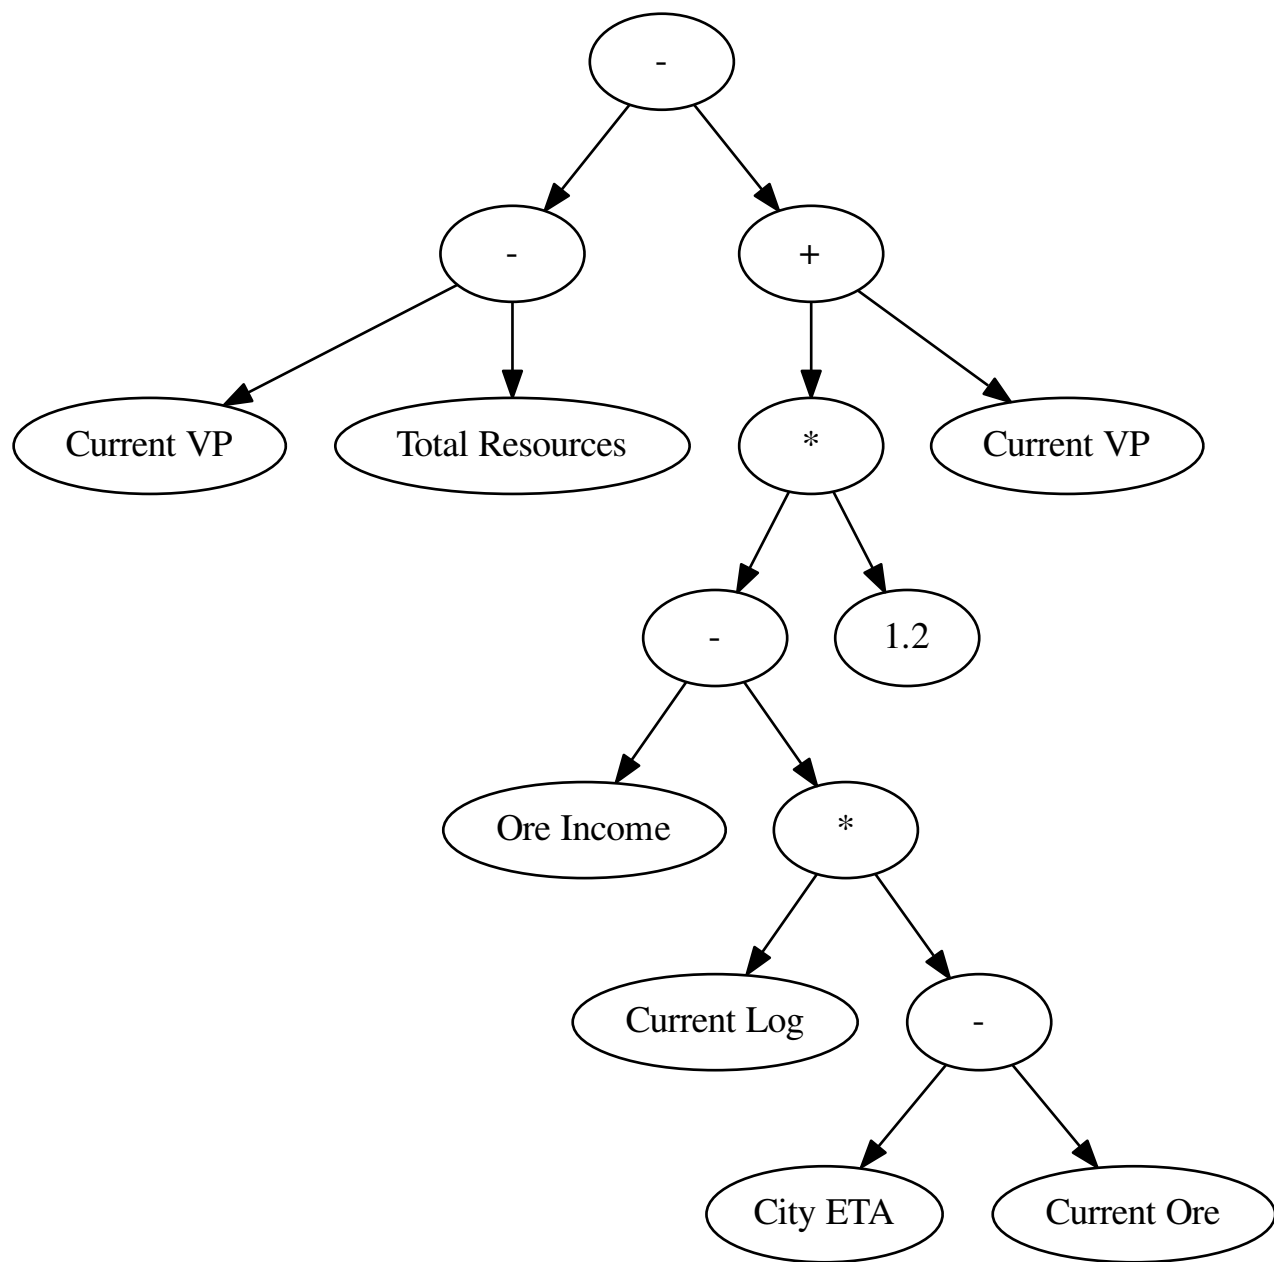 -
-
+
Current VP
Total Resources
*
Current VP
-
1.2
Ore Income
*
Current Log
-
City ETA
Current Ore